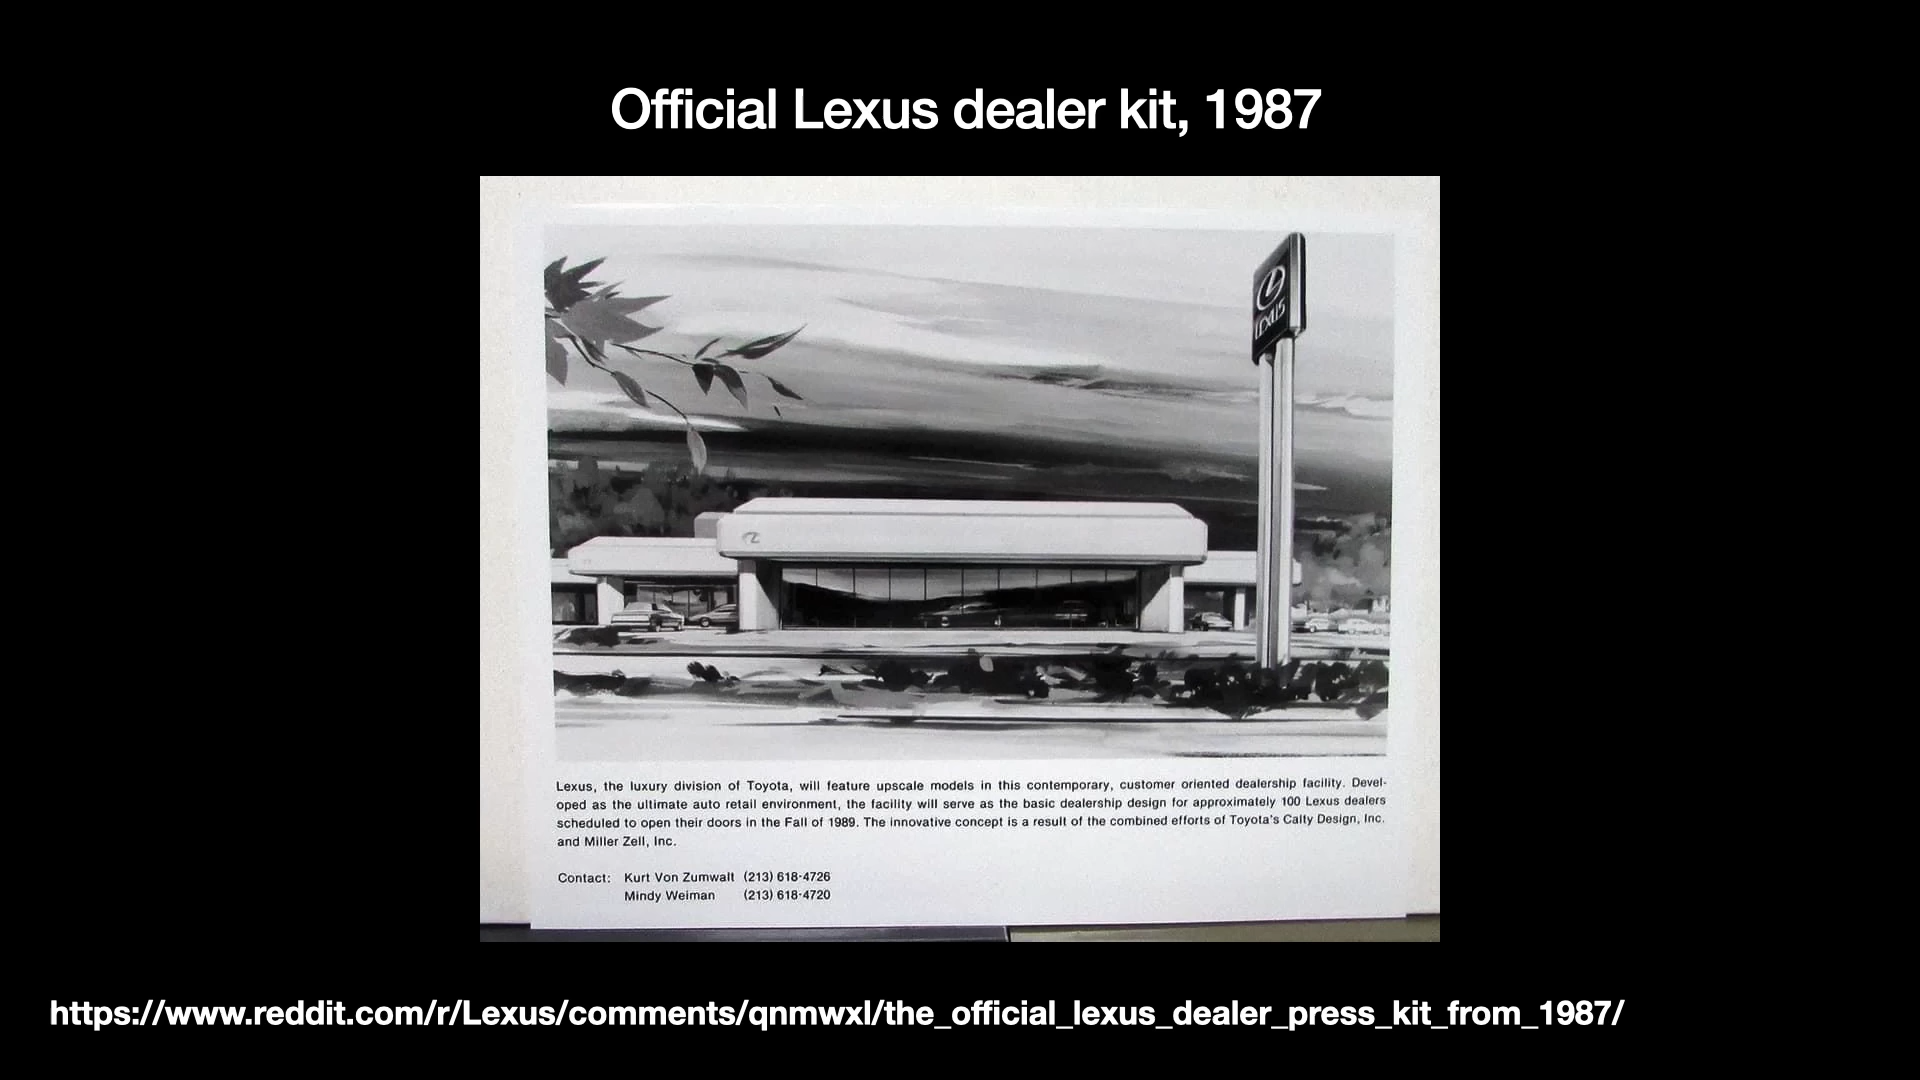 Official Lexus dealer kit, 1987
LEXUS
Lexus, the luxury division of Toyota, will feature upscale models in this contemporary, customer oriented dealership facility. Devel-
oped as the ultimate auto retail environment, the facility will serve as the basic dealership design for approximately 100 Lexus dealers
scheduled to open their doors in the Fall of 1989. The innovative concept is a result of the combined efforts of Toyota's Calty Design, Inc.
and Miller Zell, Inc.
Contact: Kurt Von Zumwalt (213) 618-4726
Mindy Weiman (213) 618-4720
https://www.reddit.com/r/Lexus/comments/qnmwxl/the_official_lexus_dealer_press_kit_from_1987/